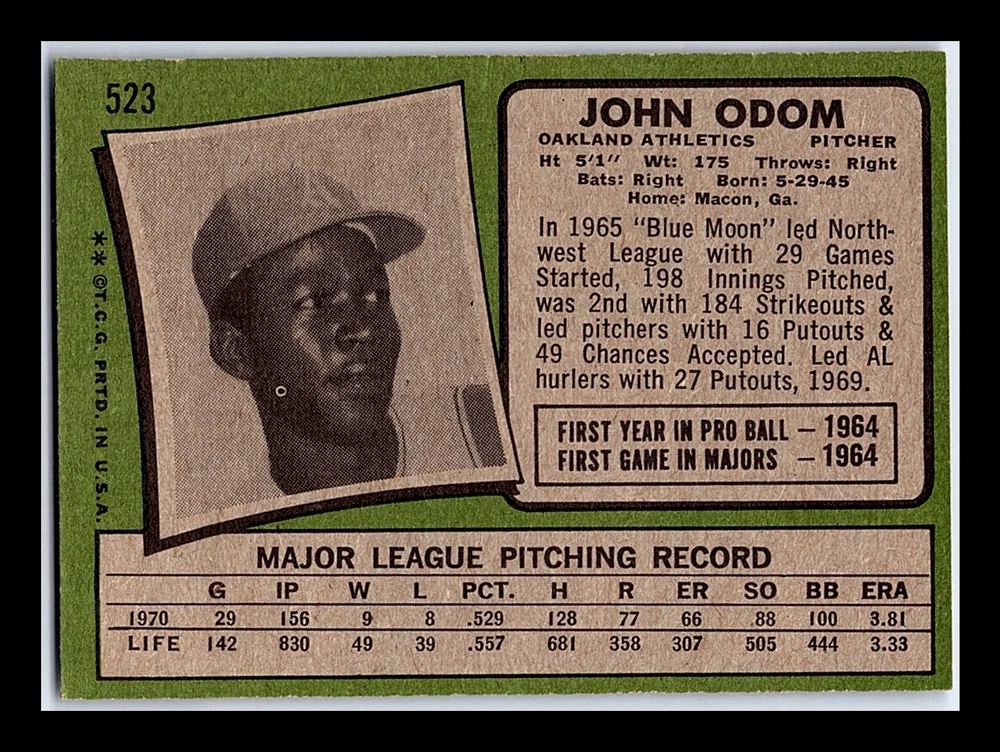 523
** ©T.C.G. PRTD. IN U.S.A.
JOHN ODOM
OAKLAND ATHLETICS PITCHER
Ht 5'1" Wt: 175 Throws: Right
Bats: Right Born: 5-29-45
Home: Macon, Ga.
In 1965 "Blue Moon" led North-
west League with 29 Games
Started, 198 Innings Pitched,
was 2nd with 184 Strikeouts &
led pitchers with 16 Putouts &
49 Chances Accepted. Led AL
hurlers with 27 Putouts, 1969.
FIRST YEAR IN PRO BALL — 1964
FIRST GAME IN MAJORS — 1964
MAJOR LEAGUE PITCHING RECORD
G IP W L PCT. H R ER SO BB ERA
1970 29 156 9 8 .529 128 77 66 88 100 3.81
LIFE 142 830 49 39 .557 681 358 307 505 444 3.33